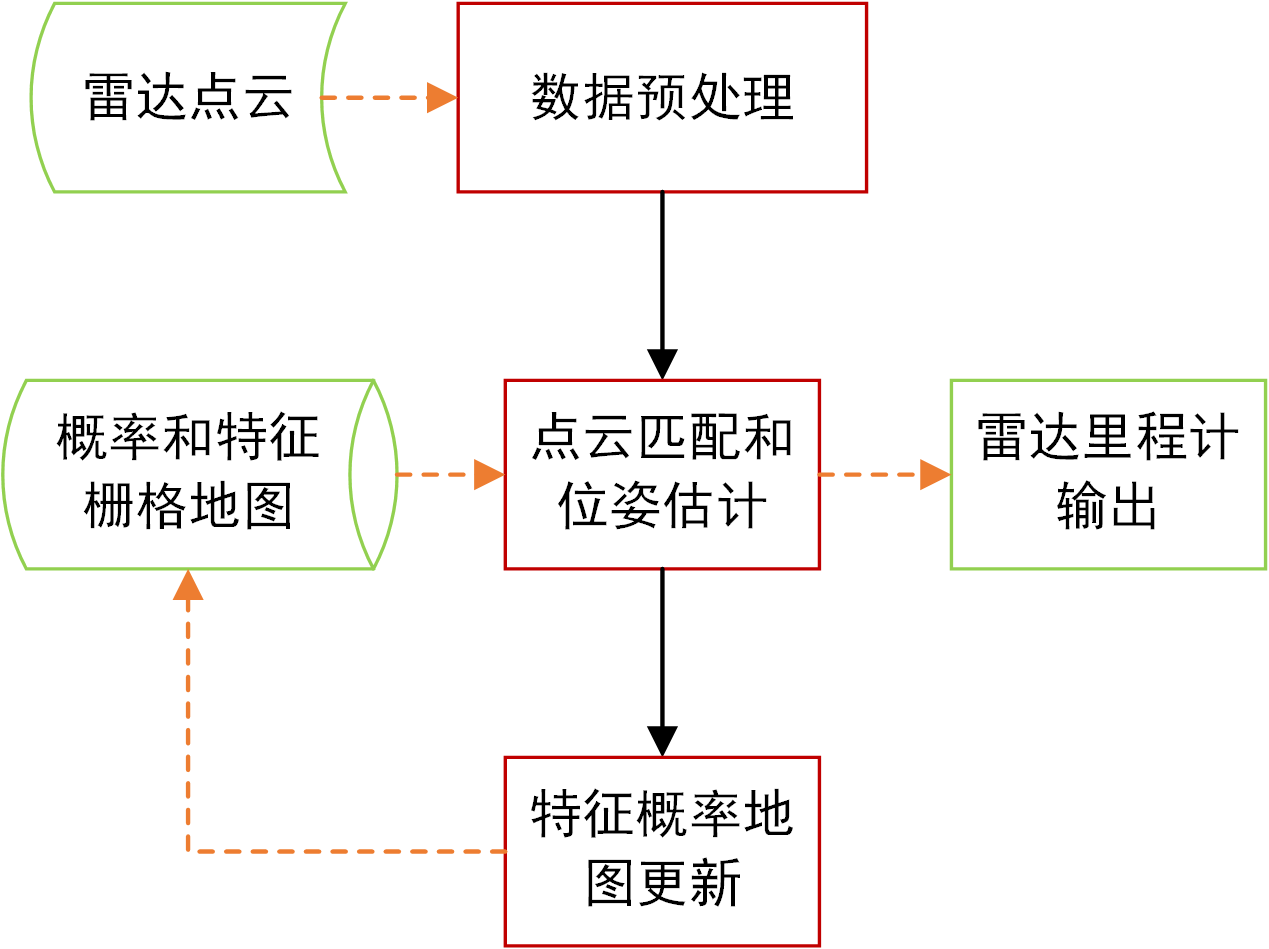 雷达点云
数据预处理
概率和特征
栅格地图
点云匹配和
位姿估计
雷达里程计
输出
特征概率地
图更新